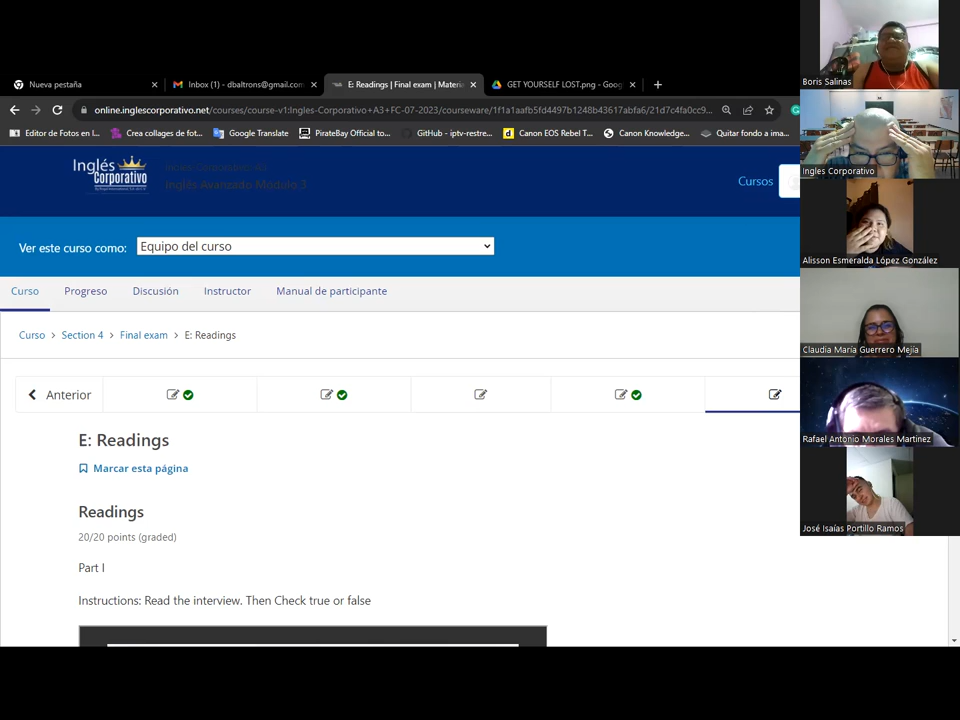 Nueva pestaña
Inbox (1) - dbaltrons@gmail.com
E: Readings | Final exam | Materia
GET YOURSELF LOST.png - Goog
online.inglescorporativo.net/courses/course-v1:Ingles-Corporativo+A3+FC-07-2023/courseware/1f1a1aafb5fd4497b1248b43617abfa6/21d7c4fa0cc9...
Editor de Fotos en l...
Crea collages de fot...
Google Translate
PirateBay Official to...
GitHub - iptv-restre...
Canon EOS Rebel T...
Canon Knowledge...
Quitar fondo a ima...
Inglés
Corporativo
Inglés Avanzado Módulo 3
Cursos
Ver este curso como:
Equipo del curso
Curso
Progreso
Discusión
Instructor
Manual de participante
Curso > Section 4 > Final exam > E: Readings
Anterior
E: Readings
Marcar esta página
Readings
20/20 points (graded)
Part I
Instructions: Read the interview. Then Check true or false
Boris Salinas
Ingles Corporativo
Alisson Esmeralda López González
Claudia María Guerrero Mejía
Rafael Antonio Morales Martinez
José Isaías Portillo Ramos